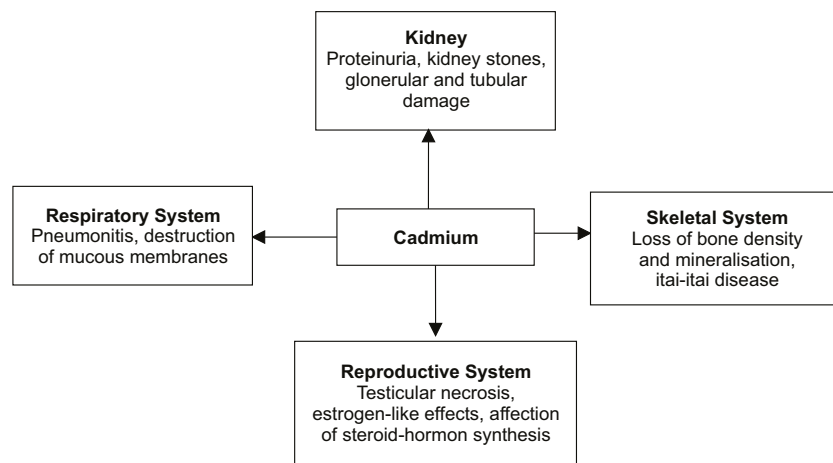 Kidney
Proteinuria, kidney stones,
glonerular and tubular
damage
Respiratory System
Pneumonitis, destruction
of mucous membranes
Cadmium
Skeletal System
Loss of bone density
and mineralisation,
itai-itai disease
Reproductive System
Testicular necrosis,
estrogen-like effects, affection
of steroid-hormon synthesis